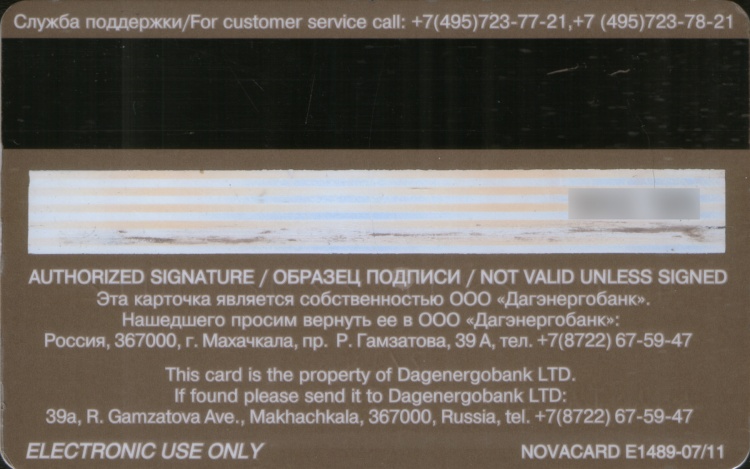 Служба поддержки/For customer service call: +7(495)723-77-21,+7 (495)723-78-21
AUTHORIZED SIGNATURE / ОБРАЗЕЦ ПОДПИСИ / NOT VALID UNLESS SIGNED
Эта карточка является собственностью ООО «Дагэнергобанк».
Нашедшего просим вернуть ее в ООО «Дагэнергобанк»:
Россия, 367000, г. Махачкала, пр. Р. Гамзатова, 39 А, тел. +7(8722) 67-59-47
This card is the property of Dagenergobank LTD.
If found please send it to Dagenergobank LTD:
39a, R. Gamzatova Ave., Makhachkala, 367000, Russia, tel. +7(8722) 67-59-47
ELECTRONIC USE ONLY
NOVACARD E1489-07/11